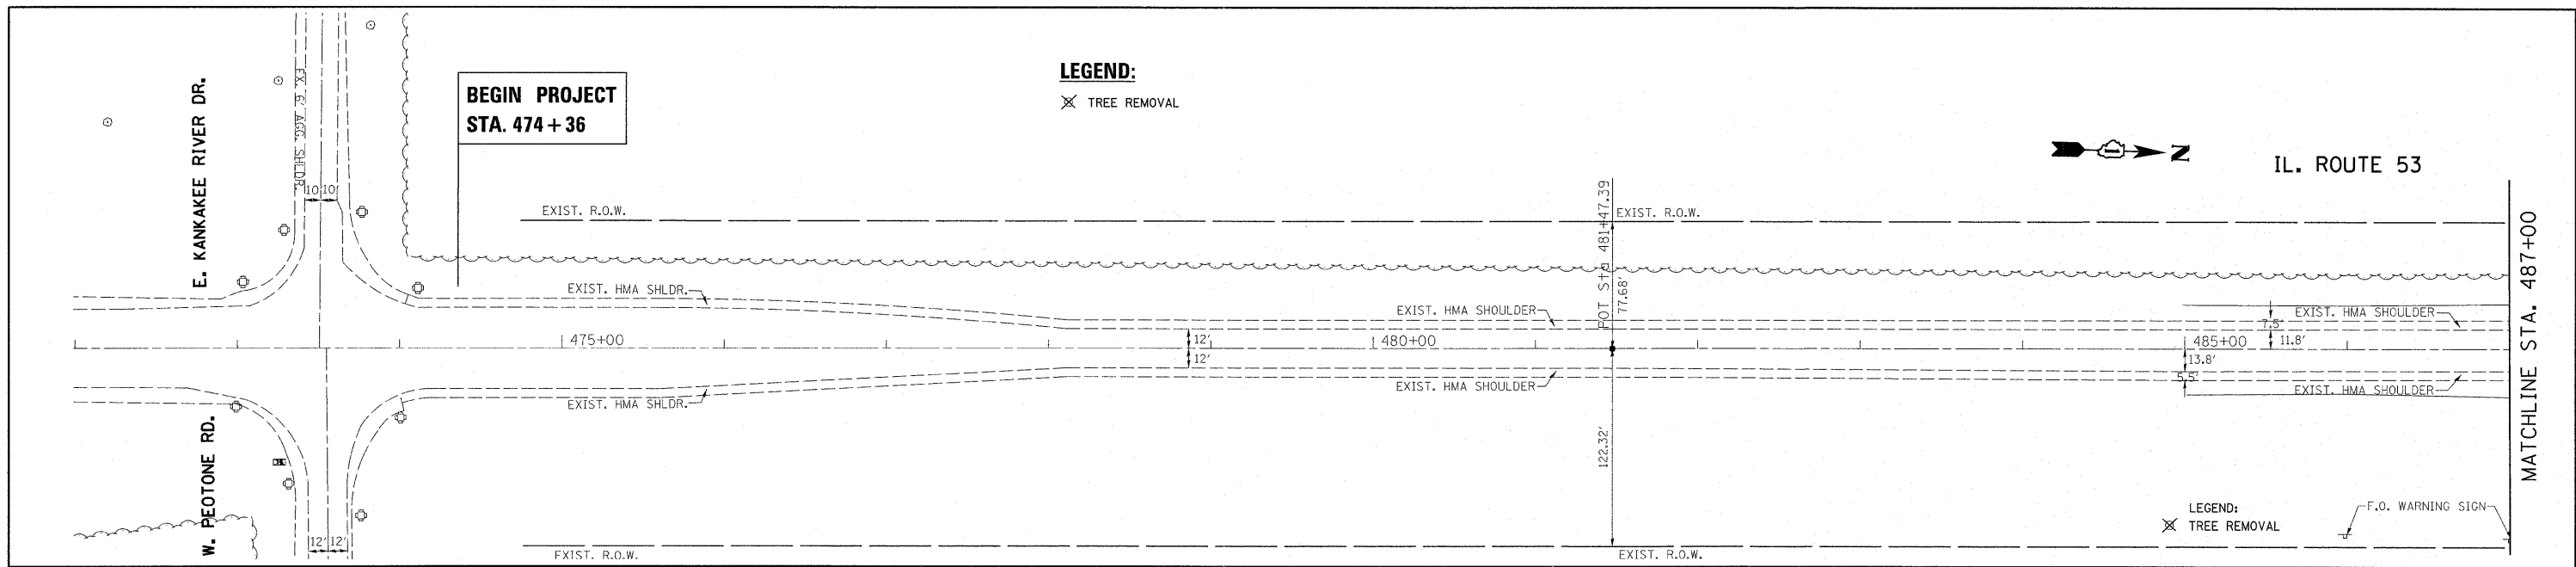 E. KANKAKEE RIVER DR.
EX. 6' AGG. SHLDR.
10' 10'
BEGIN PROJECT
STA. 474+36
LEGEND:
TREE REMOVAL
N
IL. ROUTE 53
EXIST. R.O.W.
EXIST. R.O.W.
POT Sta 481+47.39
77.68'
MATCHLINE STA. 487+00
EXIST. HMA SHLDR.
EXIST. HMA SHOULDER
EXIST. HMA SHOULDER
7.5'
475+00
12'
480+00
485+00
11.8'
12'
13.8'
5.5'
EXIST. HMA SHLDR.
EXIST. HMA SHOULDER
EXIST. HMA SHOULDER
W. PEOTONE RD.
122.32'
12' 12'
LEGEND:
TREE REMOVAL
F.O. WARNING SIGN
EXIST. R.O.W.
EXIST. R.O.W.